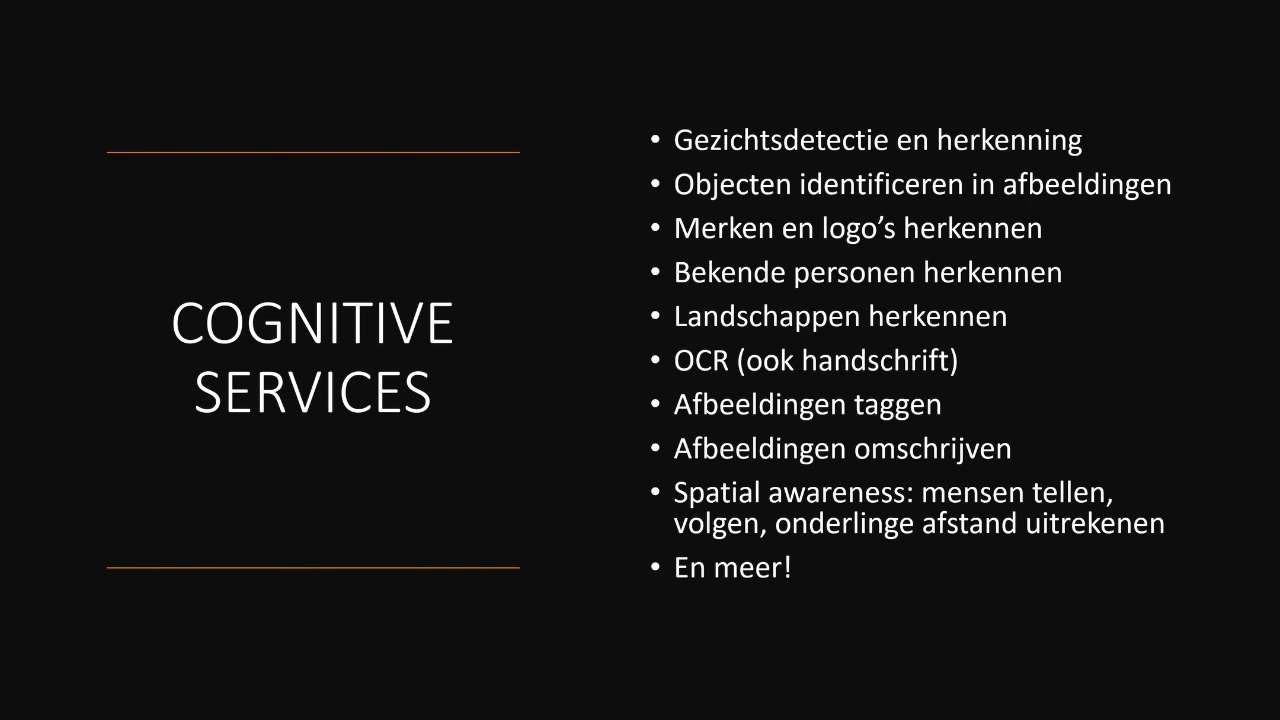 COGNITIVE
SERVICES
• Gezichtsdetectie en herkenning
• Objecten identificeren in afbeeldingen
• Merken en logo’s herkennen
• Bekende personen herkennen
• Landschappen herkennen
• OCR (ook handschrift)
• Afbeeldingen taggen
• Afbeeldingen omschrijven
• Spatial awareness: mensen tellen,
volgen, onderlinge afstand uitrekenen
• En meer!